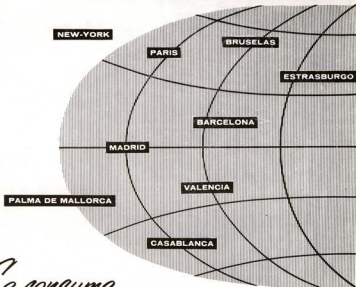 NEW-YORK
PARIS
BRUSELAS
ESTRASBURGO
BARCELONA
MADRID
VALENCIA
PALMA DE MALLORCA
CASABLANCA